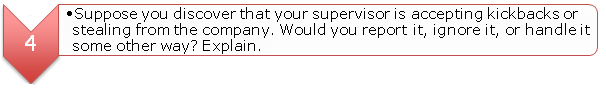 4
•Suppose you discover that your supervisor is accepting kickbacks or
stealing from the company. Would you report it, ignore it, or handle it
some other way? Explain.